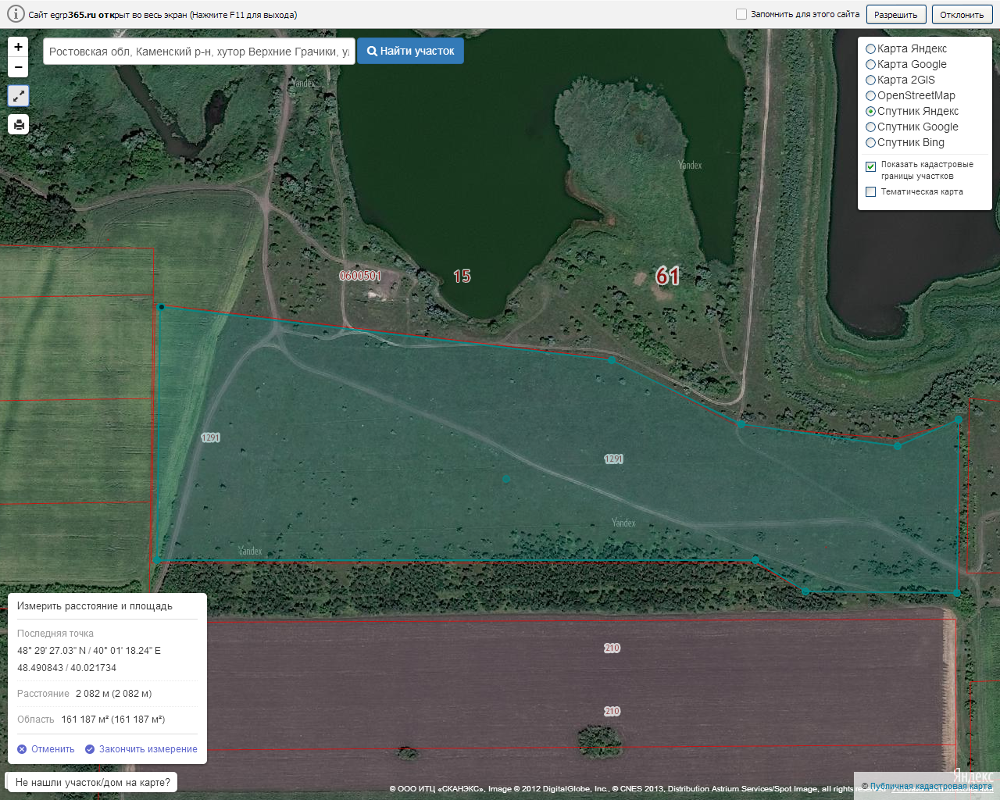 Сайт egrp365.ru открыт во весь экран (Нажмите F11 для выхода)
Запомнить для этого сайта
Разрешить
Отклонить
+
−
Ростовская обл, Каменский р-н, хутор Верхние Грачики, ул
Найти участок
Карта Яндекс
Карта Google
Карта 2GIS
OpenStreetMap
Спутник Яндекс
Спутник Google
Спутник Bing
Показать кадастровые
границы участков
Тематическая карта
Yandex
Yandex
0600501
15
61
1291
1291
Yandex
Yandex
210
210
Измерить расстояние и площадь
Последняя точка
48° 29' 27.03" N / 40° 01' 18.24" E
48.490843 / 40.021734
Расстояние 2 082 м (2 082 м)
Область 161 187 м² (161 187 м²)
Отменить
Закончить измерение
Не нашли участок/дом на карте?
Яндекс
© ООО ИТЦ «СКАНЭКС», Image © 2012 DigitalGlobe, Inc., © CNES 2013, Distribution Astrium Services/Spot Image, all rights
© Публичная кадастровая карта